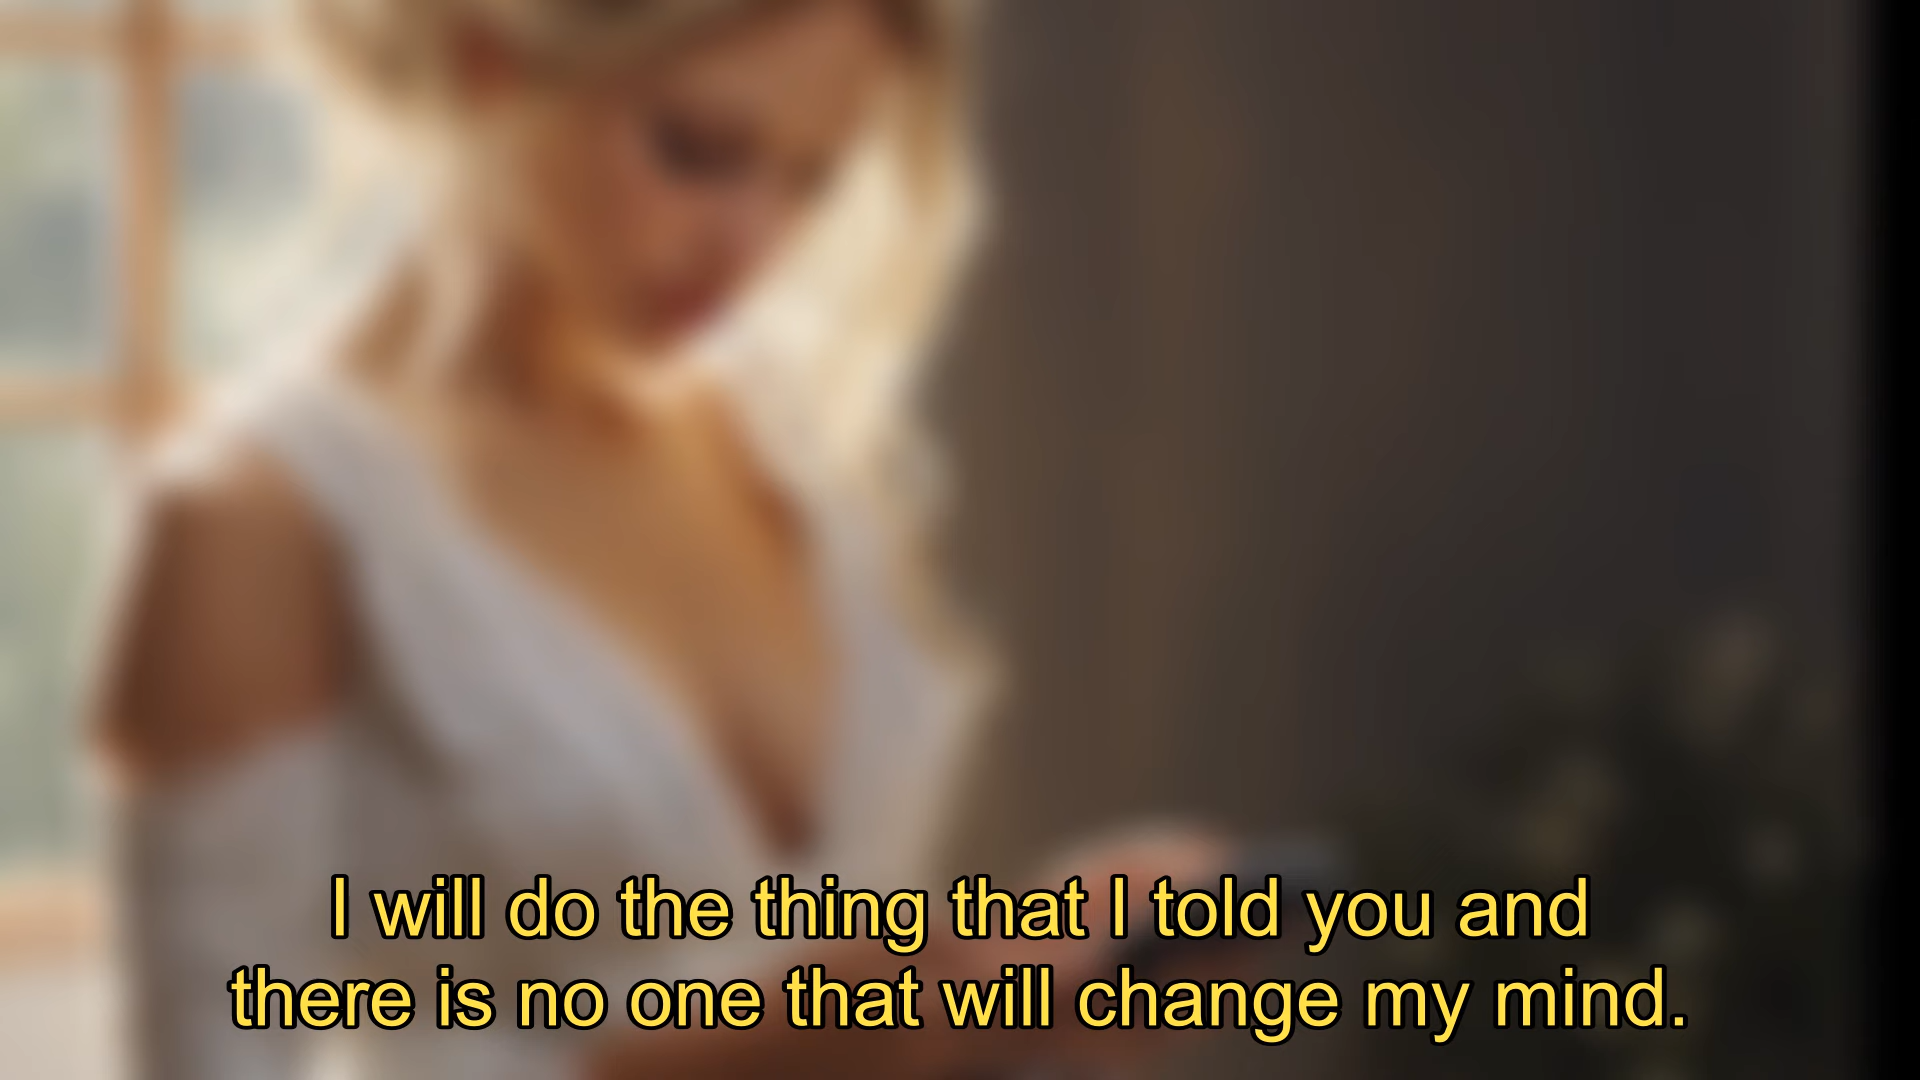 I will do the thing that I told you and
there is no one that will change my mind.